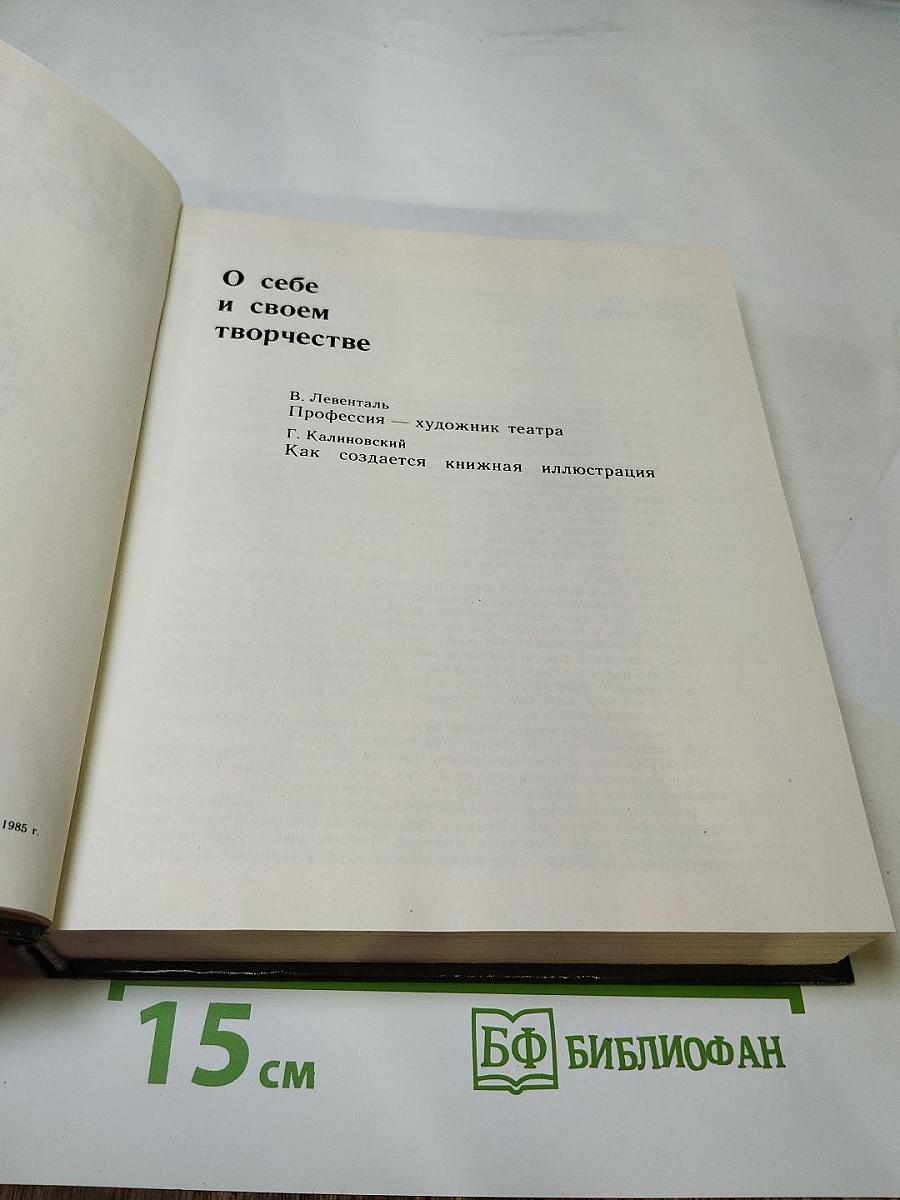 О себе
и своем
творчестве
В. Левенталь
Профессия — художник театра
Г. Калиновский
Как создается книжная иллюстрация
1985 г.
15 см
БФ БИБЛИОФАН